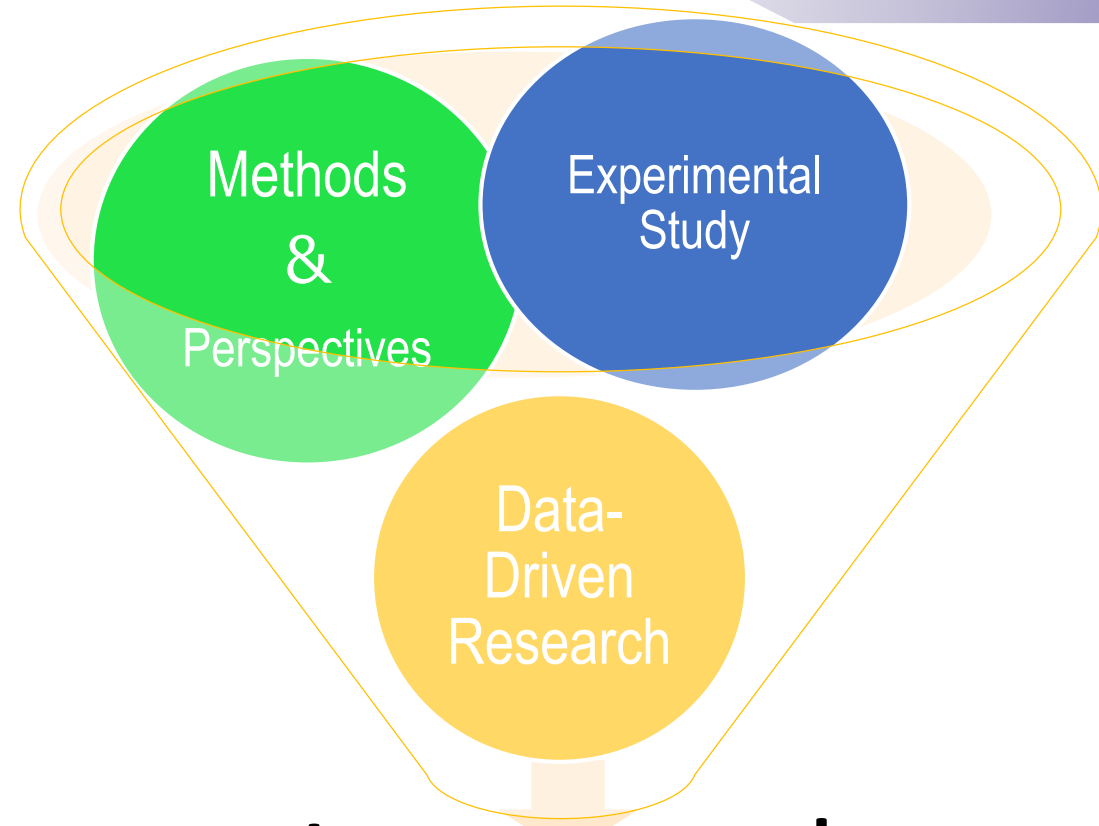 Methods
&
Perspectives
Experimental
Study
Data-
Driven
Research